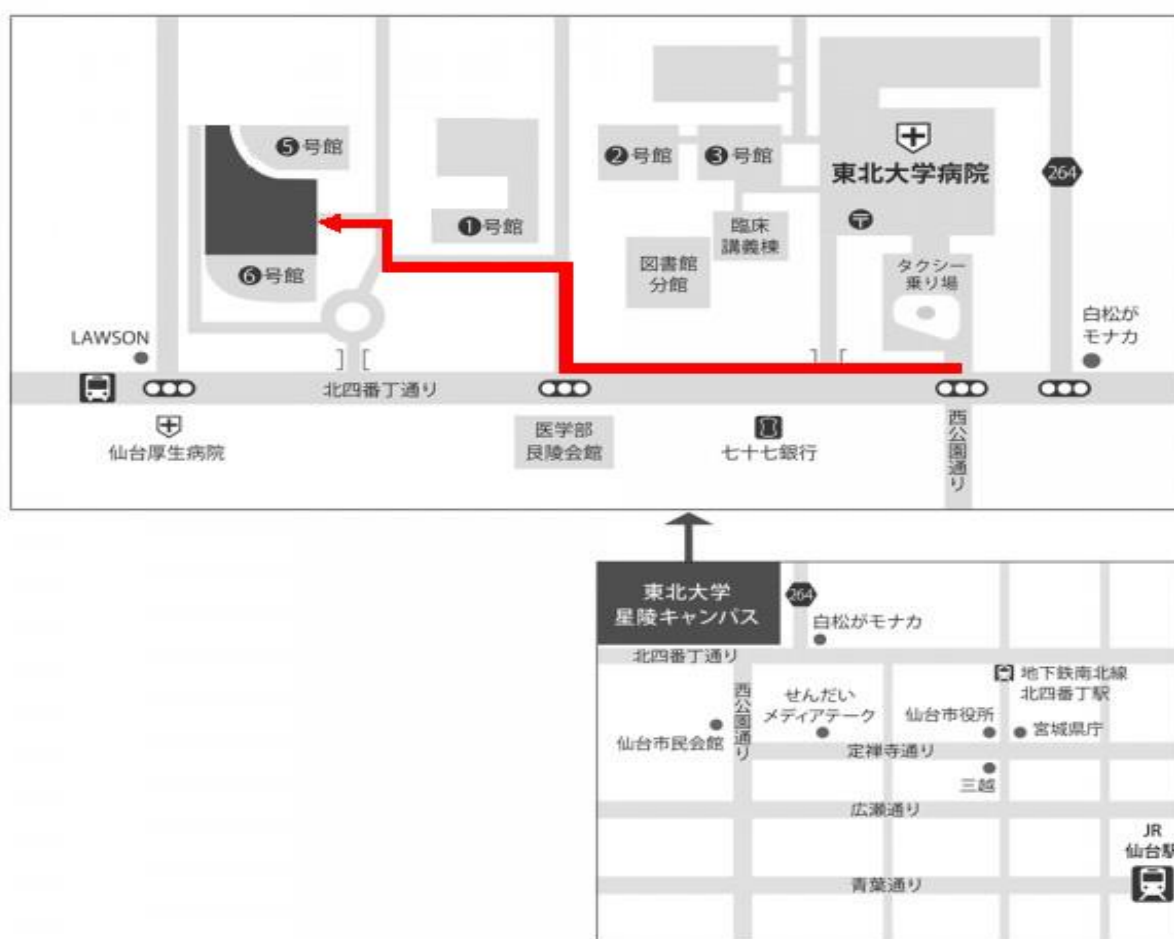 ❺号館
❷号館
❸号館
東北大学病院
264
❶号館
臨床
講義棟
〒
図書館
分館
タクシー
乗り場
❻号館
白松が
モナカ
LAWSON
北四番丁通り
仙台厚生病院
医学部
艮陵会館
七十七銀行
西公園通り
東北大学
星陵キャンパス
264
白松がモナカ
北四番丁通り
地下鉄南北線
北四番丁駅
西公園通り
せんだい
メディアテーク
仙台市役所
宮城県庁
仙台市民会館
定禅寺通り
三越
広瀬通り
JR
仙台駅
青葉通り